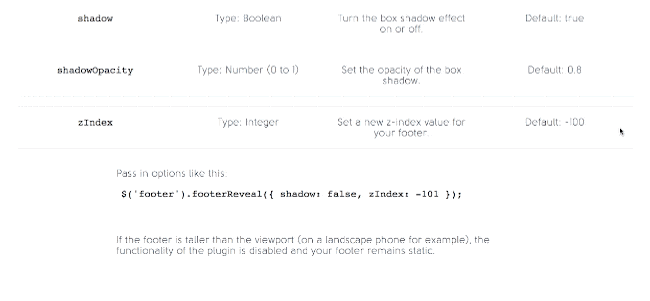 shadow Type: Boolean Turn the box shadow effect Default: true
on or off.
shadowOpacity Type: Number (0 to 1) Set the opacity of the box Default: 0.8
shadow.
zIndex Type: Integer Set a new z-index value for Default: -100
your footer.
Pass in options like this:
$('footer').footerReveal({ shadow: false, zIndex: -101 });
If the footer is taller than the viewport (on a landscape phone for example), the
functionality of the plugin is disabled and your footer remains static.